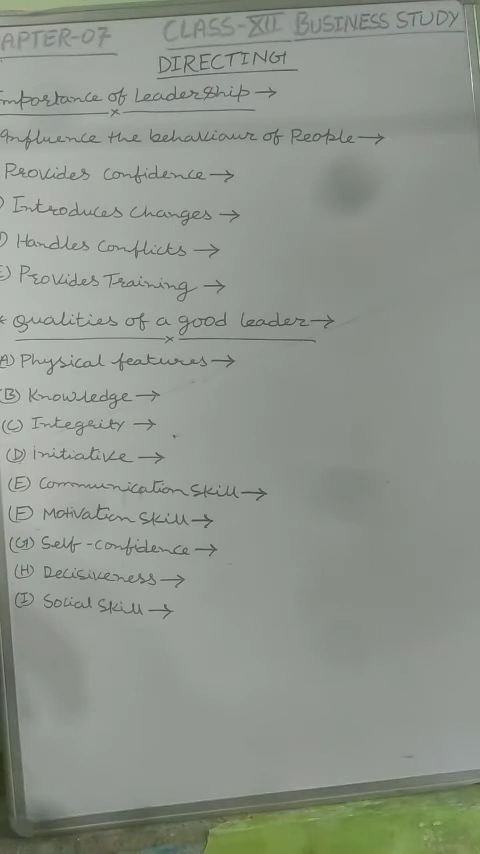 APTER-07 CLASS-XII BUSINESS STUDY
DIRECTING
Importance of Leadership →
Influence the behaviour of People →
Provides confidence →
) Introduces changes →
) Handles conflicts →
E) Provides Training →
* Qualities of a good leader →
(A) Physical features →
(B) Knowledge →
(C) Integrity →
(D) Initiative →
(E) Communication Skill →
(F) Motivation Skill →
(G) Self-confidence →
(H) Decisiveness →
(I) Social Skill →